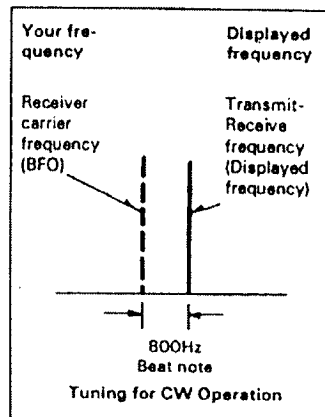 Your fre-
quency
Displayed
frequency
Receiver
carrier
frequency
(BFO)
Transmit-
Receive
frequency
(Displayed
frequency)
800Hz
Beat note
Tuning for CW Operation